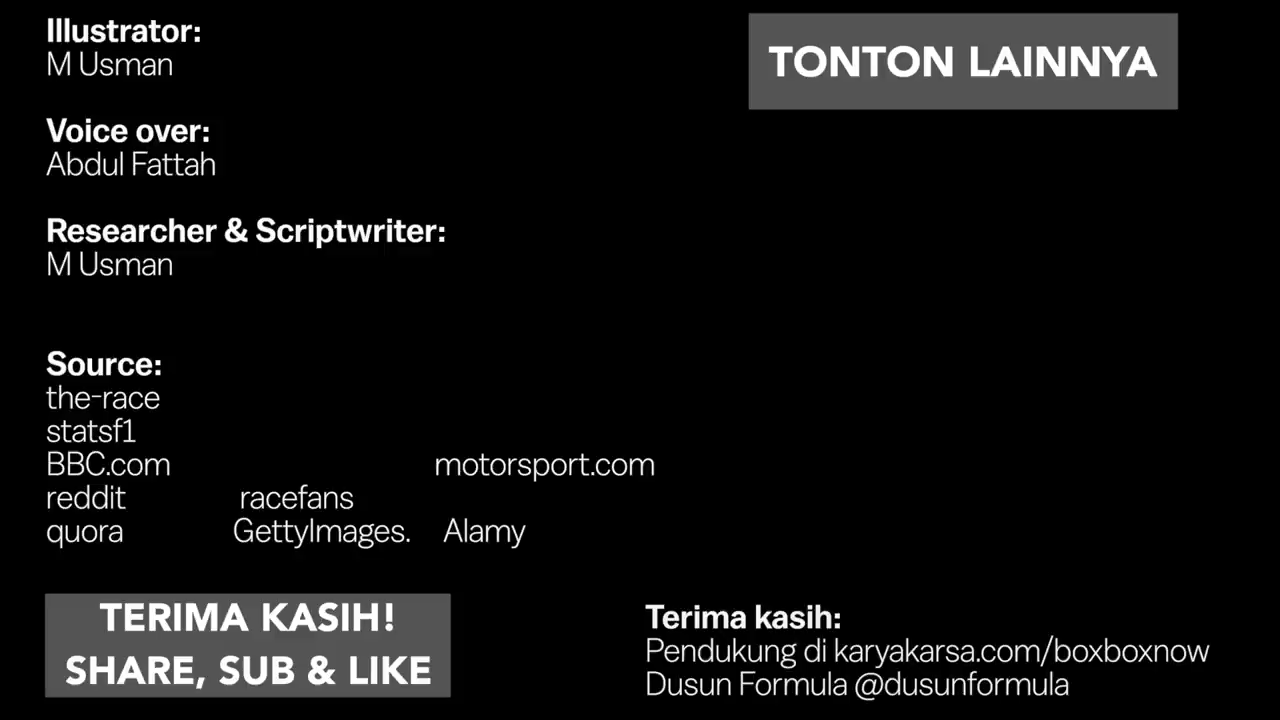 Illustrator:
M Usman
Voice over:
Abdul Fattah
Researcher & Scriptwriter:
M Usman
Source:
the-race
statsf1
BBC.com motorsport.com
reddit racefans
quora GettyImages. Alamy
TONTON LAINNYA
TERIMA KASIH!
SHARE, SUB & LIKE
Terima kasih:
Pendukung di karyakarsa.com/boxboxnow
Dusun Formula @dusunformula